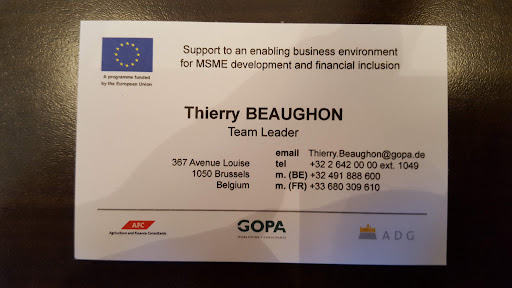 A programme funded
by the European Union
Support to an enabling business environment
for MSME development and financial inclusion
Thierry BEAUGHON
Team Leader
367 Avenue Louise
1050 Brussels
Belgium
email Thierry.Beaughon@gopa.de
tel +32 2 642 00 00 ext. 1049
m. (BE) +32 491 888 600
m. (FR) +33 680 309 610
AFC
Agriculture and Finance Consultants
GOPA
WORLDWIDE CONSULTANTS
ADG